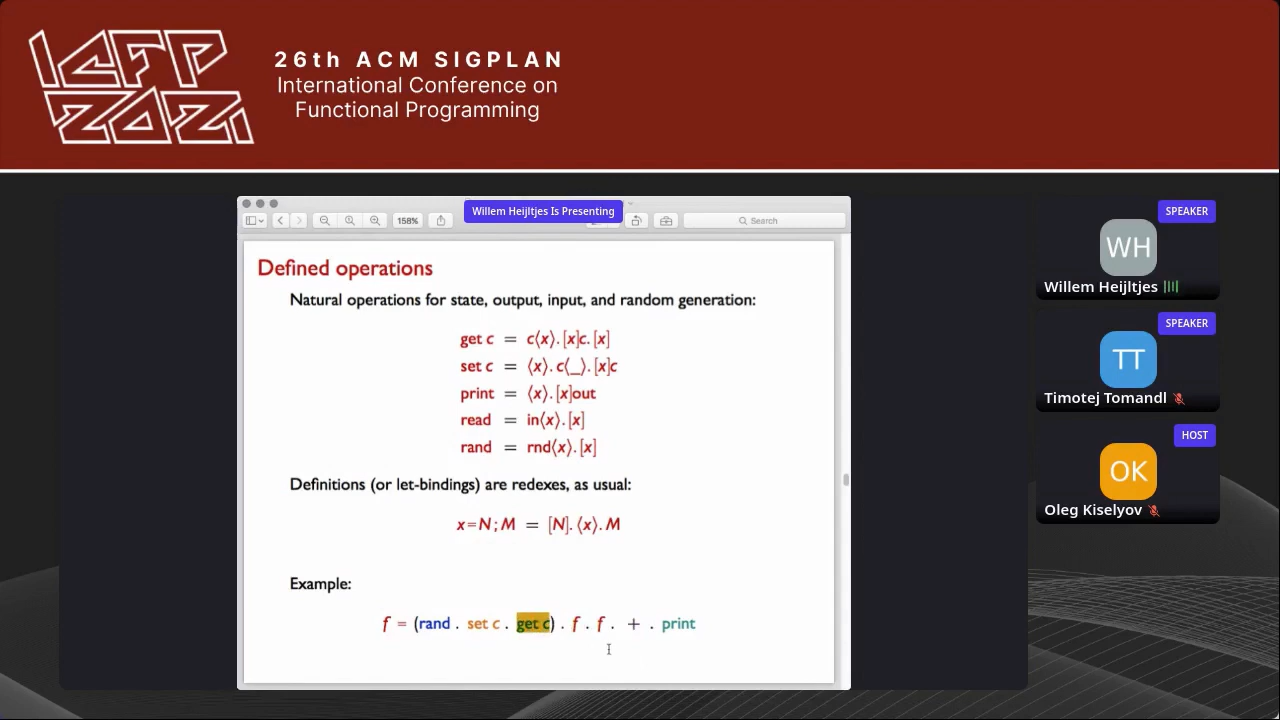 ICFP
2021
26th ACM SIGPLAN
International Conference on
Functional Programming
Willem Heijltjes Is Presenting
158%
Search
Defined operations
Natural operations for state, output, input, and random generation:
get c = c⟨x⟩. [x]c. [x]
set c = ⟨x⟩. c⟨_⟩. [x]c
print = ⟨x⟩. [x]out
read = in⟨x⟩. [x]
rand = rnd⟨x⟩. [x]
Definitions (or let-bindings) are redexes, as usual:
x=N; M = [N]. ⟨x⟩. M
Example:
f = (rand . set c . get c) . f . f . + . print
SPEAKER
WH
Willem Heijltjes
SPEAKER
TT
Timotej Tomandl
HOST
OK
Oleg Kiselyov